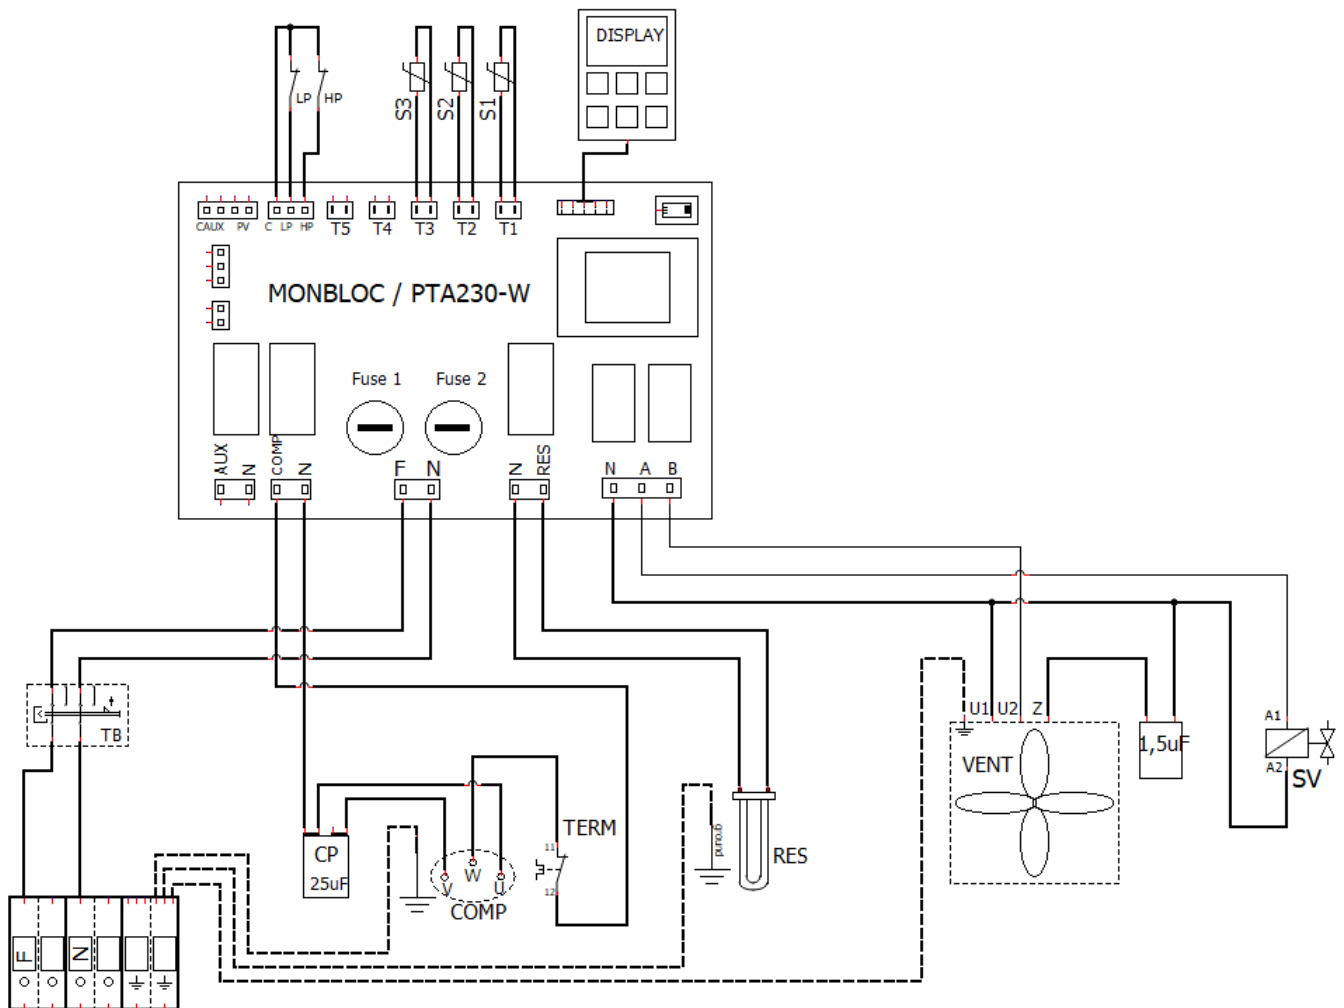 DISPLAY
LP HP
S3
S2
S1
CAUX PV C LP HP T5 T4 T3 T2 T1
MONBLOC / PTA230-W
Fuse 1 Fuse 2
AUX
N
COMP
N
F N
N
RES
N A B
TB
U1 U2 Z
A1
1,5uF
VENT
A2
SV
TERM
11
12
CP
25uF
V W U
COMP
ground
RES
F
N